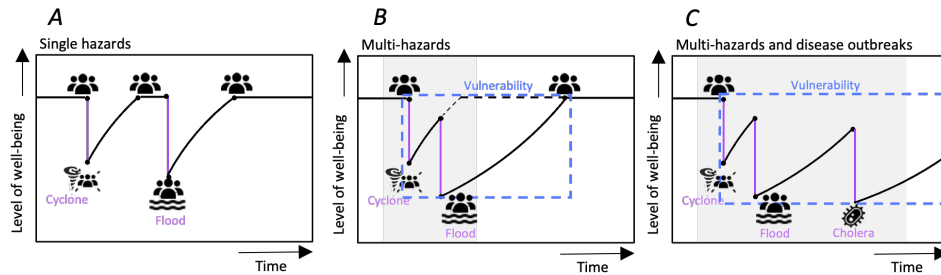 A
Single hazards
Level of well-being
Cyclone
Flood
Time
B
Multi-hazards
Vulnerability
Level of well-being
Cyclone
Flood
Time
C
Multi-hazards and disease outbreaks
Vulnerability
Level of well-being
Cyclone
Flood
Cholera
Time